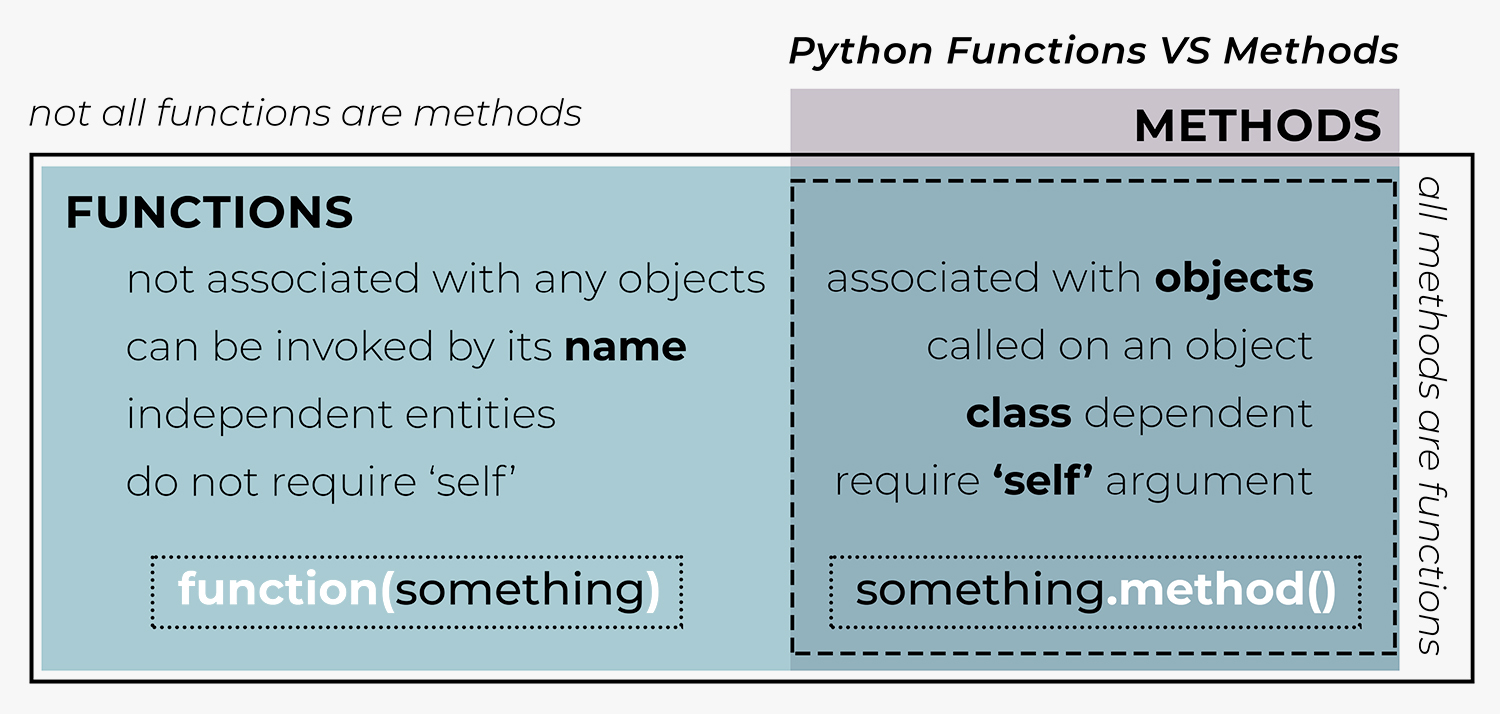 Python Functions VS Methods
not all functions are methods
METHODS
FUNCTIONS
not associated with any objects
can be invoked by its name
independent entities
do not require ‘self’
function(something)
associated with objects
called on an object
class dependent
require ‘self’ argument
something.method()
all methods are functions